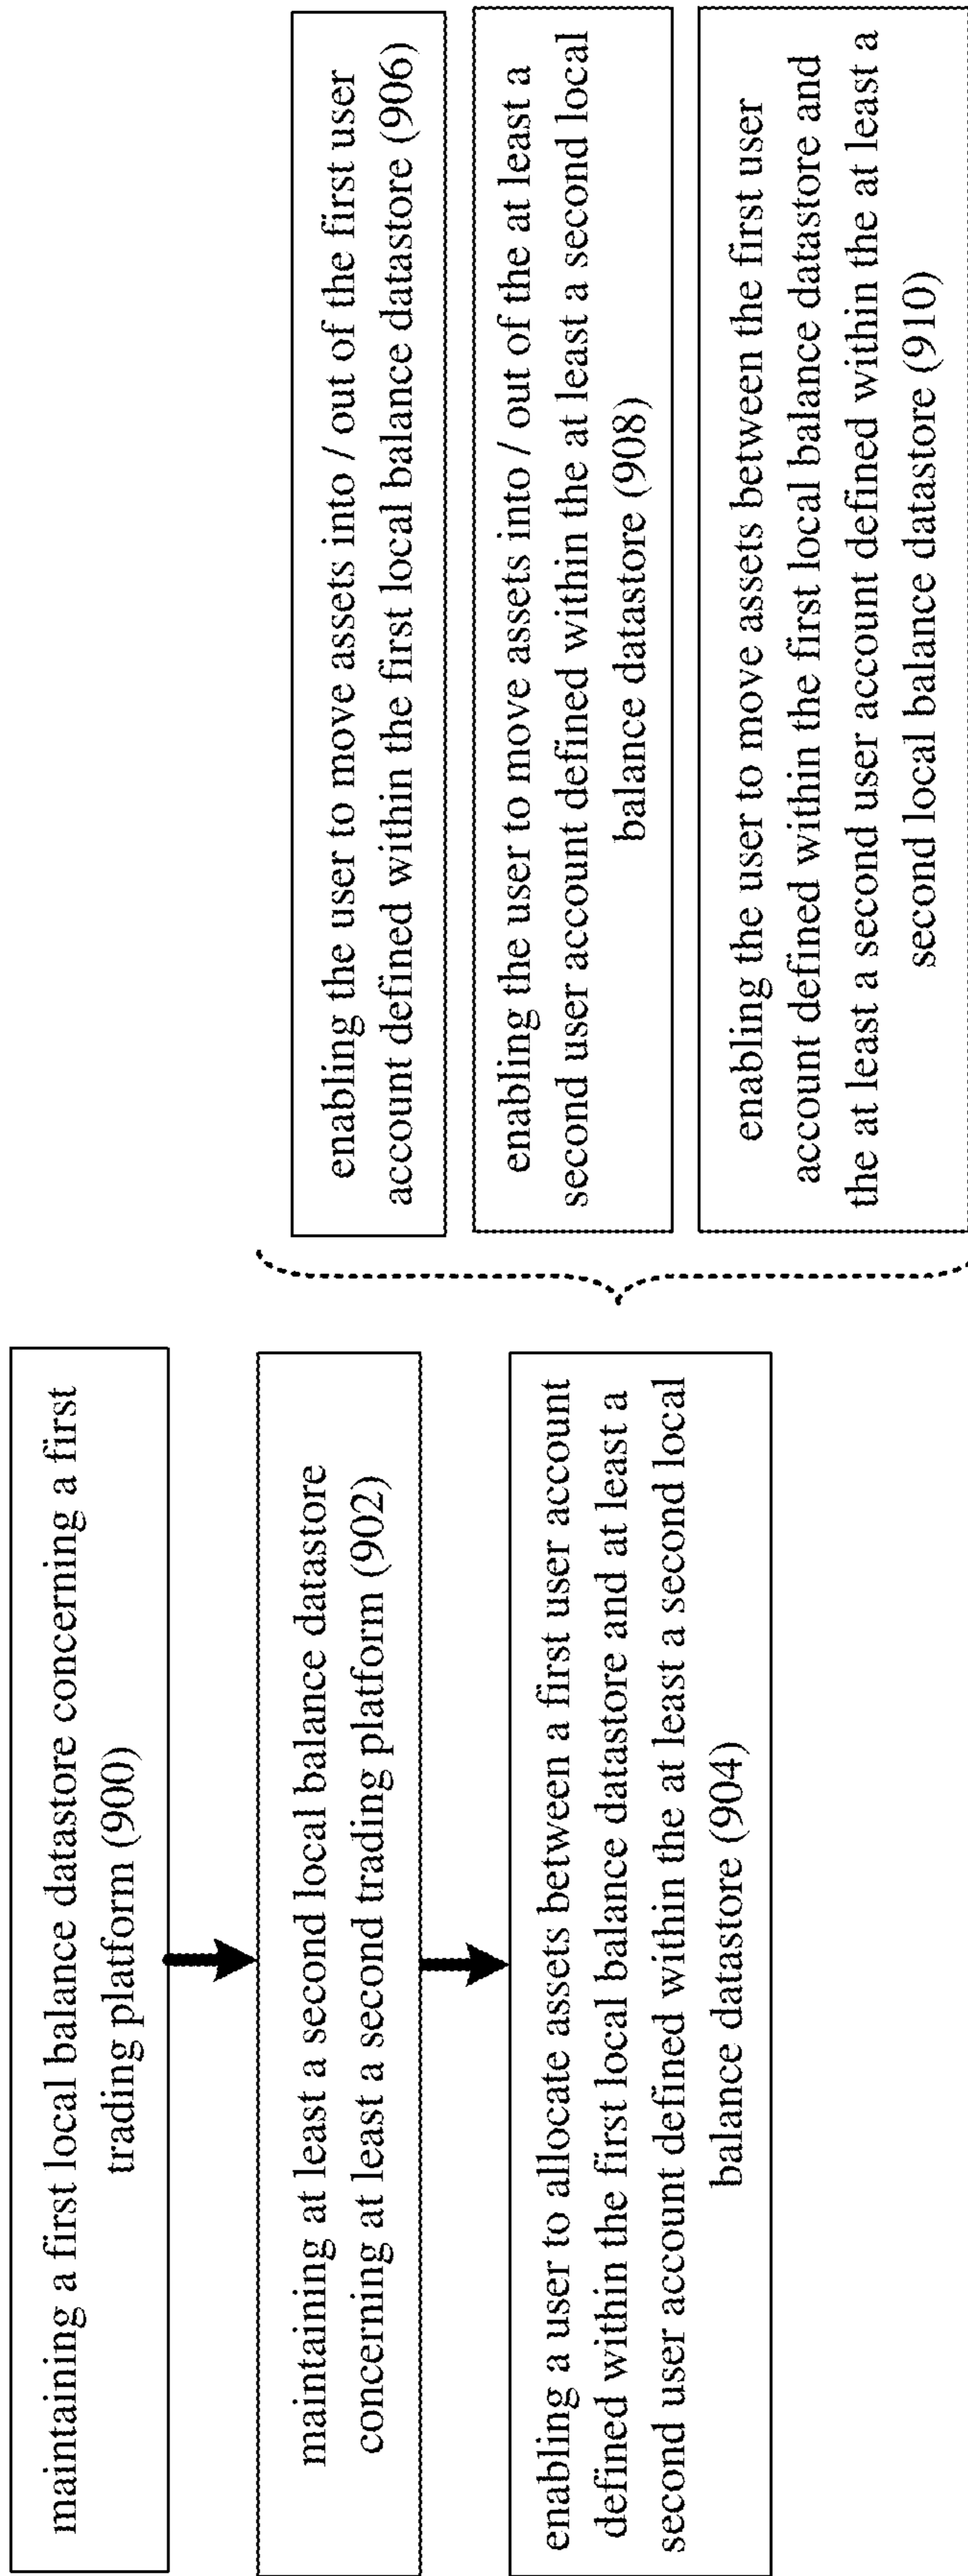 maintaining a first local balance datastore concerning a first
trading platform (900)
maintaining at least a second local balance datastore
concerning at least a second trading platform (902)
enabling a user to allocate assets between a first user account
defined within the first local balance datastore and at least a
second user account defined within the at least a second local
balance datastore (904)
enabling the user to move assets into / out of the first user
account defined within the first local balance datastore (906)
enabling the user to move assets into / out of the at least a
second user account defined within the at least a second local
balance datastore (908)
enabling the user to move assets between the first user
account defined within the first local balance datastore and
the at least a second user account defined within the at least a
second local balance datastore (910)